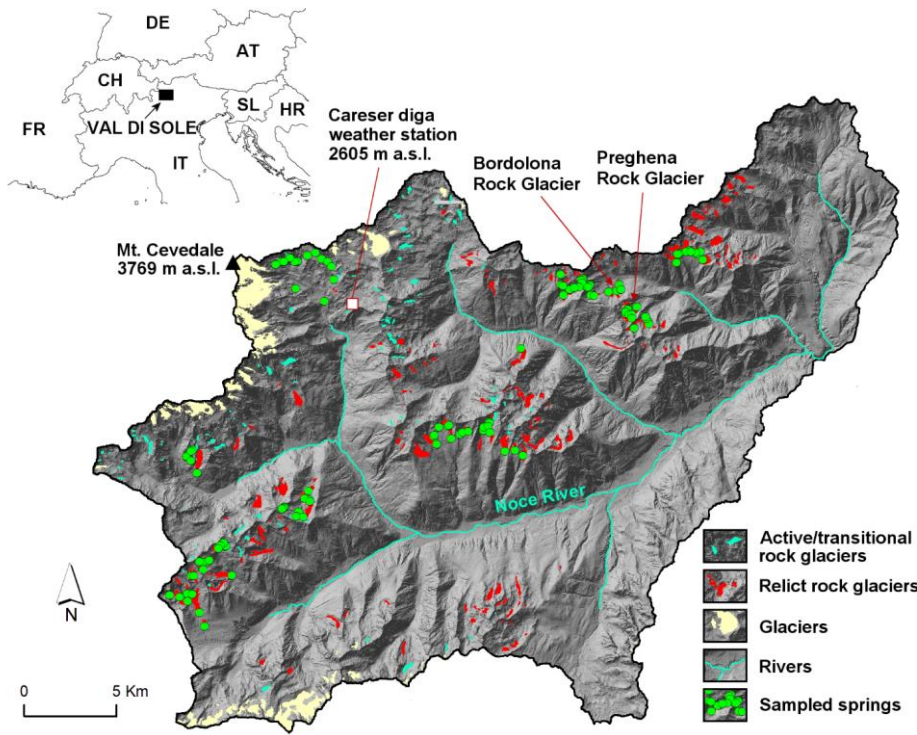 DE
AT
CH
SL
HR
FR
VAL DI SOLE
IT
Careser diga
weather station
2605 m a.s.l.
Bordolona
Rock Glacier
Preghena
Rock Glacier
Mt. Cevedale
3769 m a.s.l.
Noce River
N
0 5 Km
Active/transitional
rock glaciers
Relict rock glaciers
Glaciers
Rivers
Sampled springs